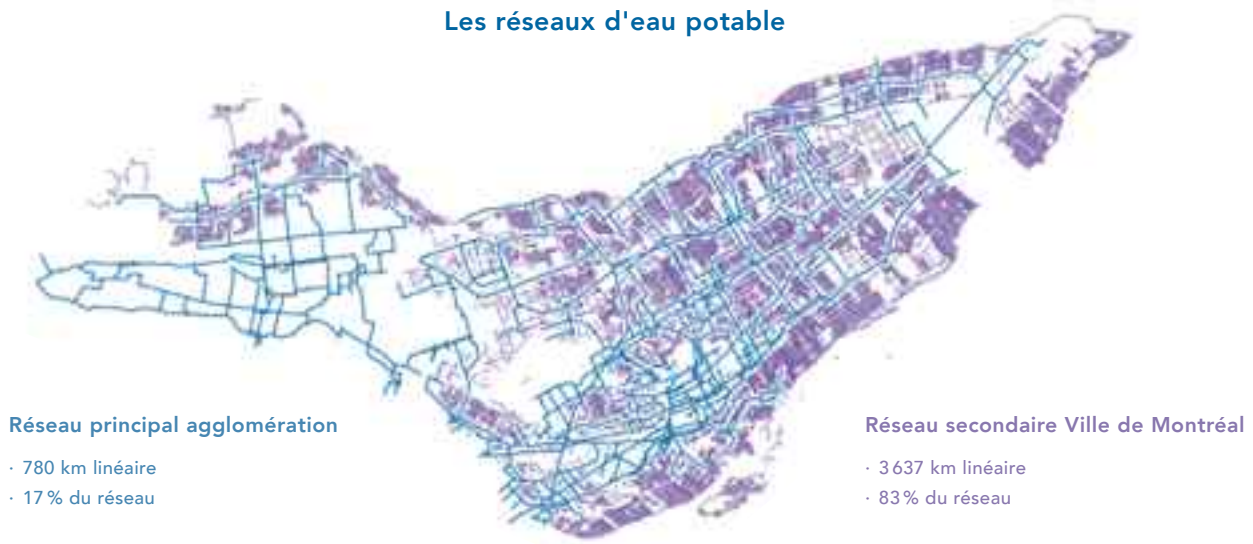 Les réseaux d'eau potable
Réseau principal agglomération
· 780 km linéaire
· 17 % du réseau
Réseau secondaire Ville de Montréal
· 3 637 km linéaire
· 83 % du réseau